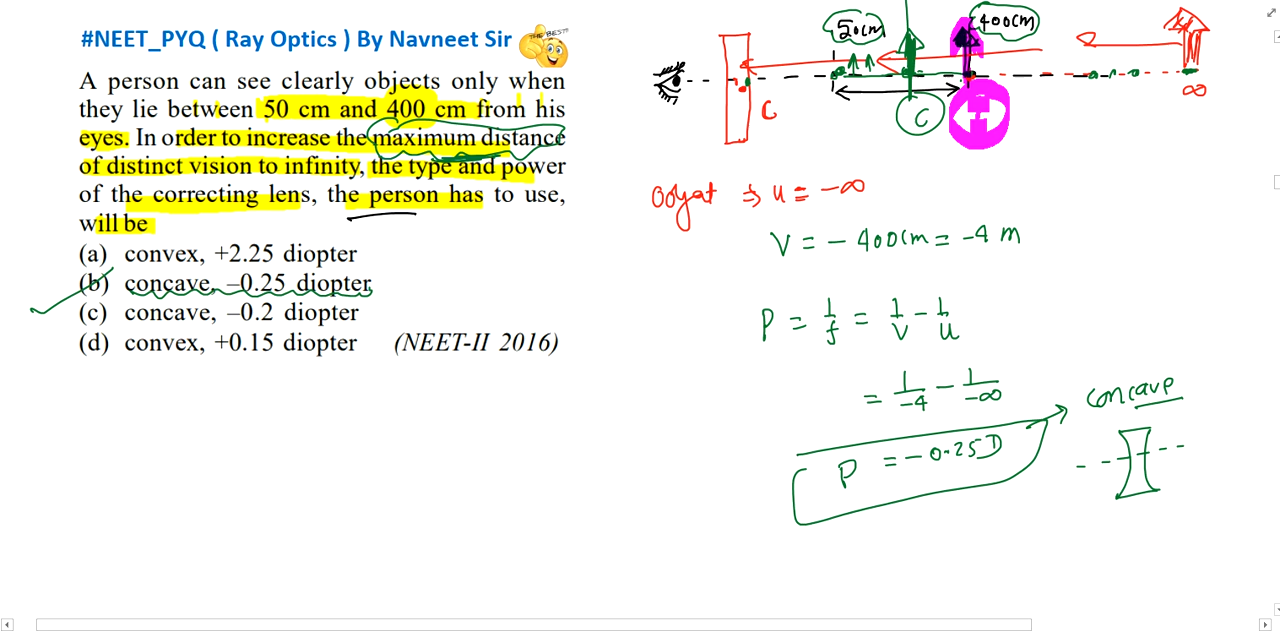 #NEET_PYQ ( Ray Optics ) By Navneet Sir
THE BEST!
A person can see clearly objects only when
they lie between 50 cm and 400 cm from his
eyes. In order to increase the maximum distance
of distinct vision to infinity, the type and power
of the correcting lens, the person has to use,
will be
(a) convex, +2.25 diopter
(b) concave, –0.25 diopter
(c) concave, –0.2 diopter
(d) convex, +0.15 diopter (NEET-II 2016)
50cm
400cm
∞
C
C
I
Object ⇒ u = -∞
V = - 400cm = -4 m
P = 1/f = 1/V - 1/u
= 1/-4 - 1/-∞
P = -0.25D
concave